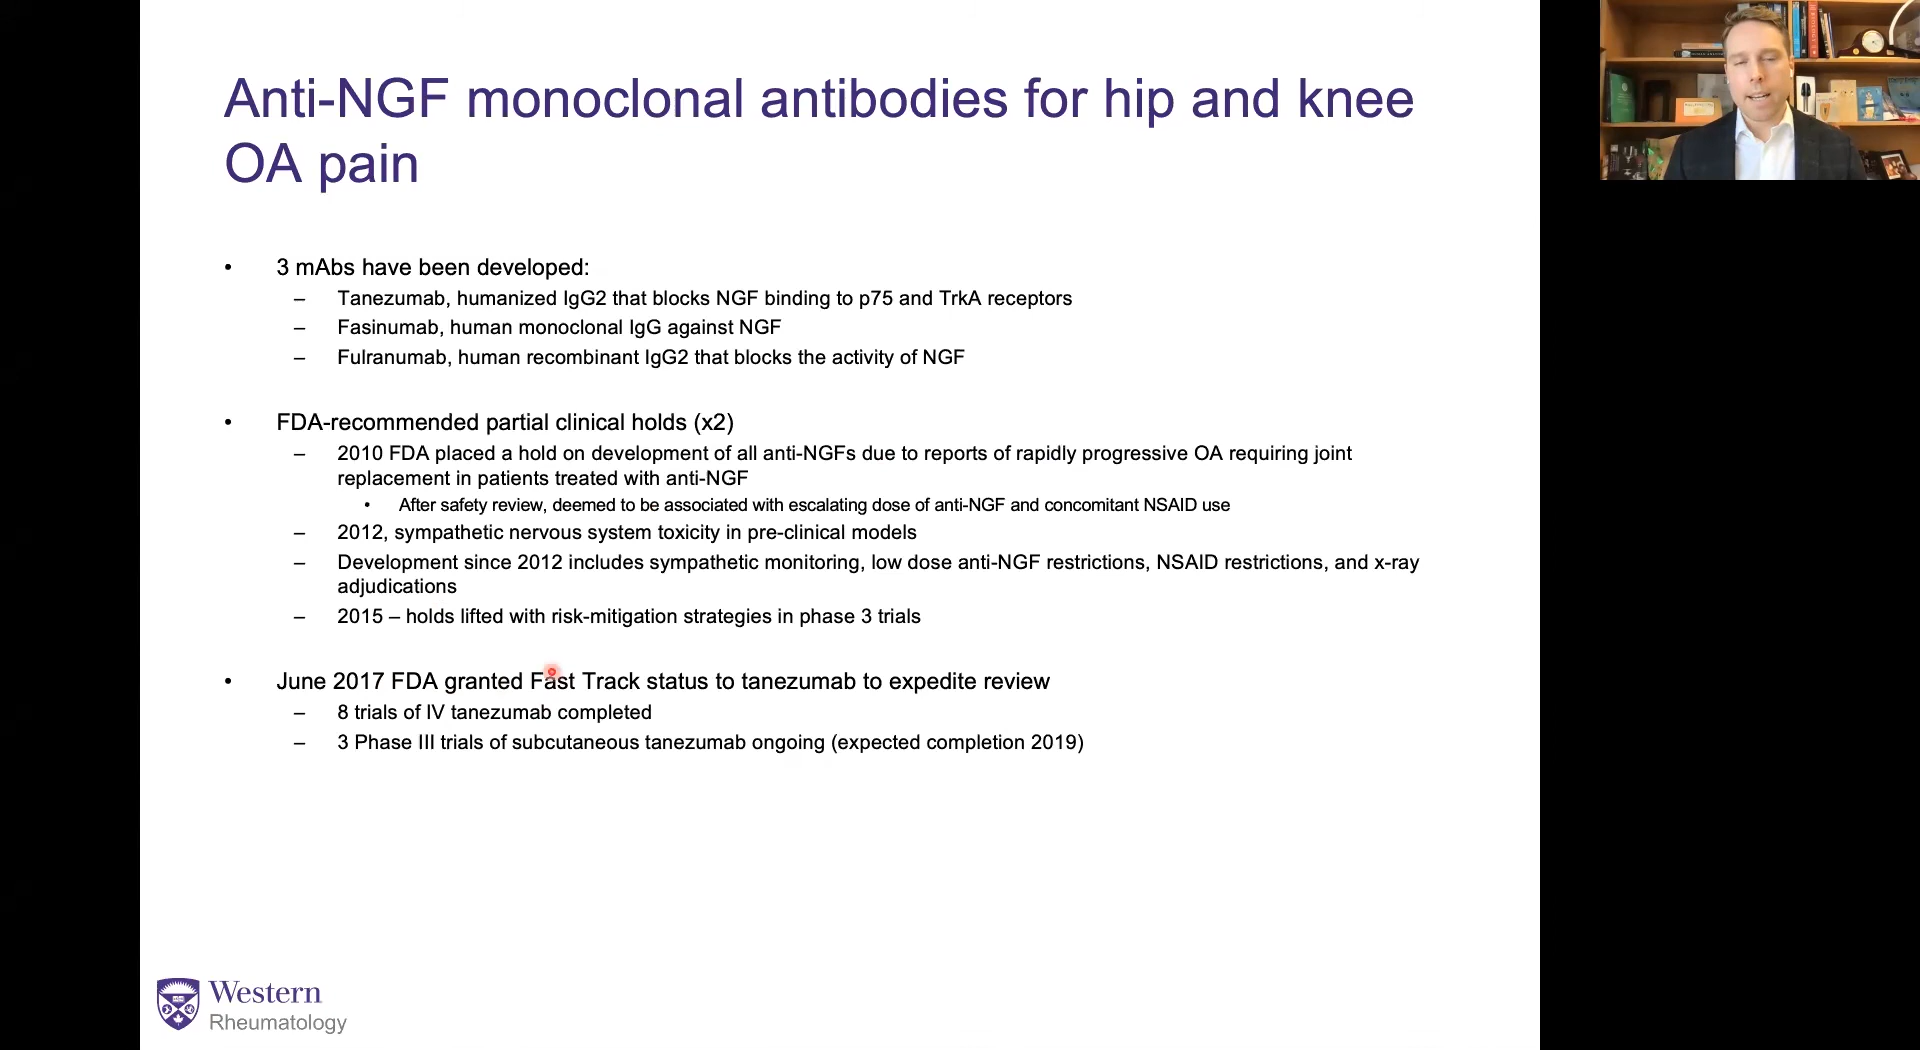 Anti-NGF monoclonal antibodies for hip and knee
OA pain
• 3 mAbs have been developed:
– Tanezumab, humanized IgG2 that blocks NGF binding to p75 and TrkA receptors
– Fasinumab, human monoclonal IgG against NGF
– Fulranumab, human recombinant IgG2 that blocks the activity of NGF
• FDA-recommended partial clinical holds (x2)
– 2010 FDA placed a hold on development of all anti-NGFs due to reports of rapidly progressive OA requiring joint
replacement in patients treated with anti-NGF
• After safety review, deemed to be associated with escalating dose of anti-NGF and concomitant NSAID use
– 2012, sympathetic nervous system toxicity in pre-clinical models
– Development since 2012 includes sympathetic monitoring, low dose anti-NGF restrictions, NSAID restrictions, and x-ray
adjudications
– 2015 – holds lifted with risk-mitigation strategies in phase 3 trials
• June 2017 FDA granted Fast Track status to tanezumab to expedite review
– 8 trials of IV tanezumab completed
– 3 Phase III trials of subcutaneous tanezumab ongoing (expected completion 2019)
Western
Rheumatology